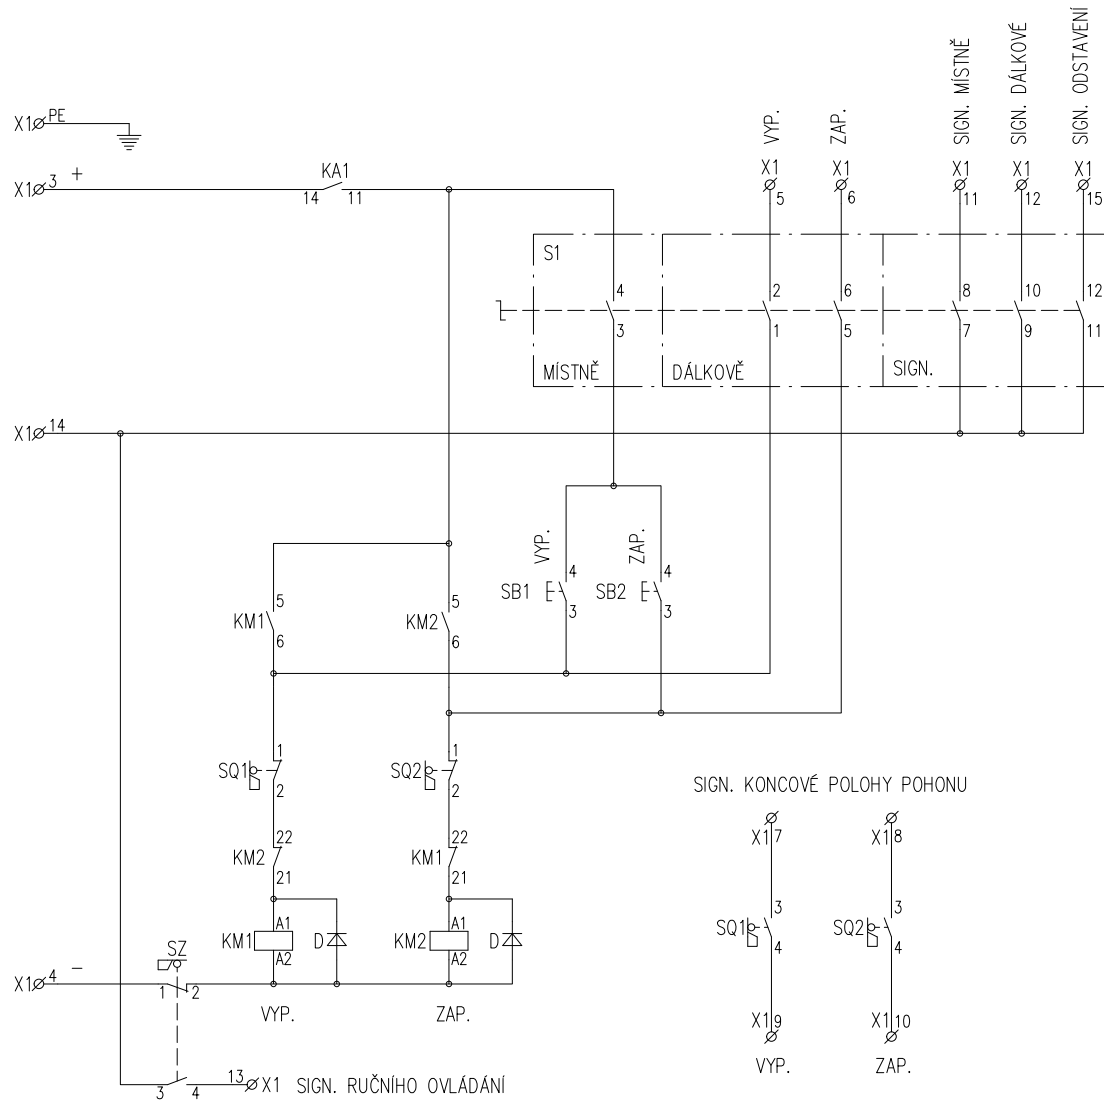 SIGN. MÍSTNĚ
SIGN. DÁLKOVÉ
SIGN. ODSTAVENÍ
VYP.
ZAP.
X1 PE
X1 3 +
KA1
14 11
X1 5
X1 6
X1 11
X1 12
X1 15
S1
4
2
6
8
10
12
3
1
5
7
9
11
MÍSTNĚ
DÁLKOVĚ
SIGN.
X1 14
VYP.
ZAP.
SB1 4
3
SB2 4
3
KM1 5
6
KM2 5
6
SQ1 1
2
SQ2 1
2
SIGN. KONCOVÉ POLOHY POHONU
X1 7
X1 8
KM2 22
21
KM1 22
21
SQ1 3
4
SQ2 3
4
KM1 A1
A2
D
KM2 A1
A2
D
SZ
X1 4 -
1 2
VYP.
ZAP.
X1 9
X1 10
VYP.
ZAP.
3 4
13 X1 SIGN. RUČNÍHO OVLÁDÁNÍ